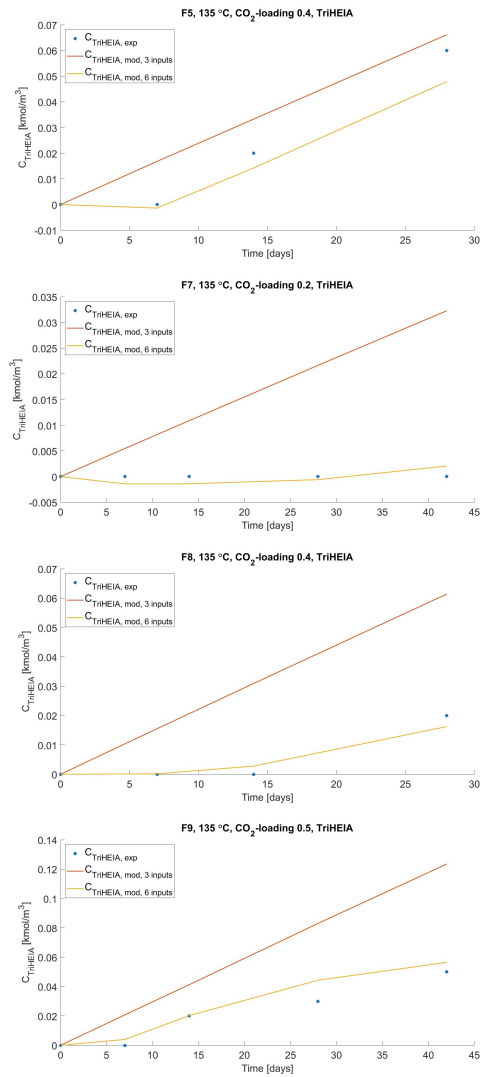 F5, 135 °C, CO2-loading 0.4, TriHEIA
0.07
0.06
0.05
0.04
0.03
0.02
0.01
0
-0.01
CTriHEIA [kmol/m3]
CTriHEIA, exp
CTriHEIA, mod, 3 inputs
CTriHEIA, mod, 6 inputs
0 5 10 15 20 25 30
Time [days]
F7, 135 °C, CO2-loading 0.2, TriHEIA
0.035
0.03
0.025
0.02
0.015
0.01
0.005
0
-0.005
CTriHEIA [kmol/m3]
CTriHEIA, exp
CTriHEIA, mod, 3 inputs
CTriHEIA, mod, 6 inputs
0 5 10 15 20 25 30 35 40 45
Time [days]
F8, 135 °C, CO2-loading 0.4, TriHEIA
0.07
0.06
0.05
0.04
0.03
0.02
0.01
0
CTriHEIA [kmol/m3]
CTriHEIA, exp
CTriHEIA, mod, 3 inputs
CTriHEIA, mod, 6 inputs
0 5 10 15 20 25 30
Time [days]
F9, 135 °C, CO2-loading 0.5, TriHEIA
0.14
0.12
0.1
0.08
0.06
0.04
0.02
0
CTriHEIA [kmol/m3]
CTriHEIA, exp
CTriHEIA, mod, 3 inputs
CTriHEIA, mod, 6 inputs
0 5 10 15 20 25 30 35 40 45
Time [days]